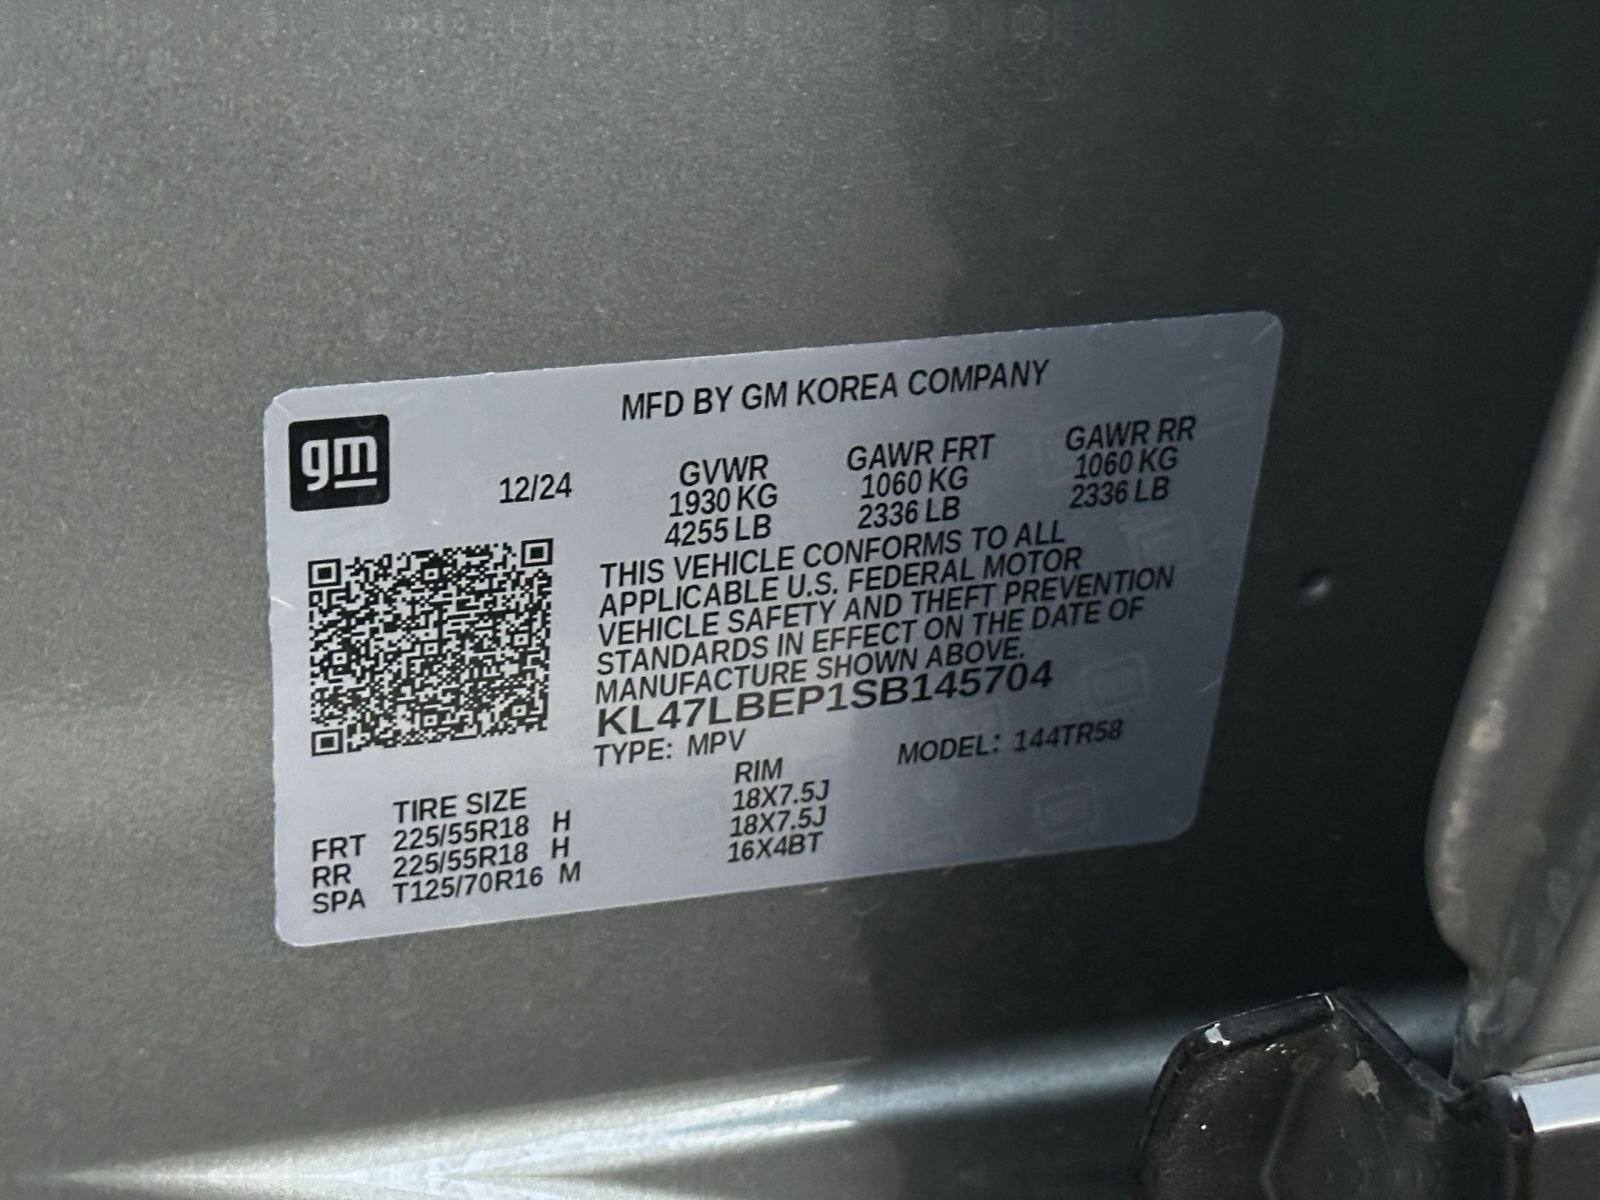 MFD BY GM KOREA COMPANY
gm
12/24 GVWR GAWR FRT GAWR RR
1930 KG 1060 KG 1060 KG
4255 LB 2336 LB 2336 LB
THIS VEHICLE CONFORMS TO ALL
APPLICABLE U.S. FEDERAL MOTOR
VEHICLE SAFETY AND THEFT PREVENTION
STANDARDS IN EFFECT ON THE DATE OF
MANUFACTURE SHOWN ABOVE.
KL47LBEP1SB145704
TYPE: MPV MODEL: 144TR58
TIRE SIZE RIM
FRT 225/55R18 H 18X7.5J
RR 225/55R18 H 18X7.5J
SPA T125/70R16 M 16X4BT